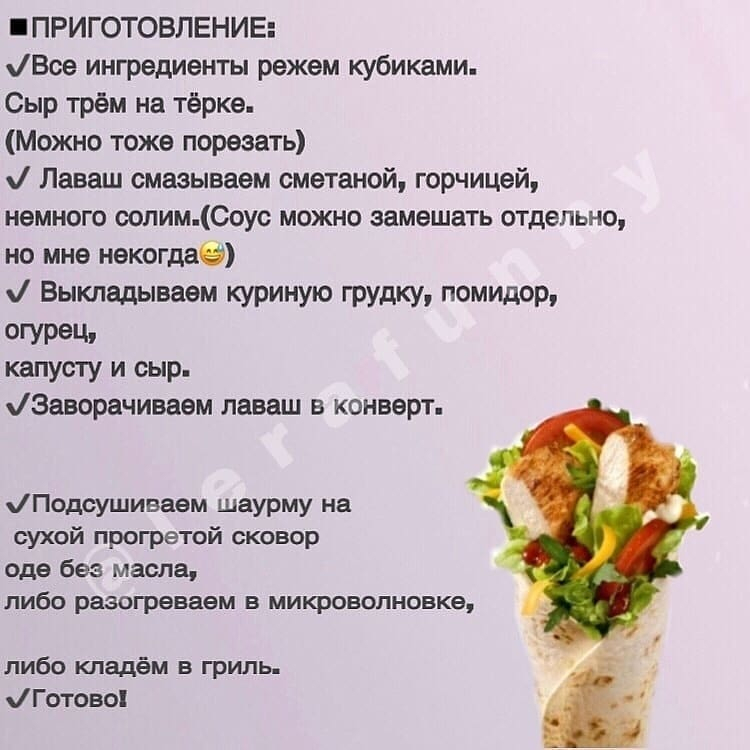 ■ПРИГОТОВЛЕНИЕ:
✓Все ингредиенты режем кубиками.
Сыр трём на тёрке.
(Можно тоже порезать)
✓ Лаваш смазываем сметаной, горчицей,
немного солим.(Соус можно замешать отдельно,
но мне некогда😅)
✓ Выкладываем куриную грудку, помидор,
огурец,
капусту и сыр.
✓Заворачиваем лаваш в конверт.
✓Подсушиваем шаурму на
сухой прогретой сковор
оде без масла,
либо разогреваем в микроволновке,
либо кладём в гриль.
✓Готово!
@lerafunny